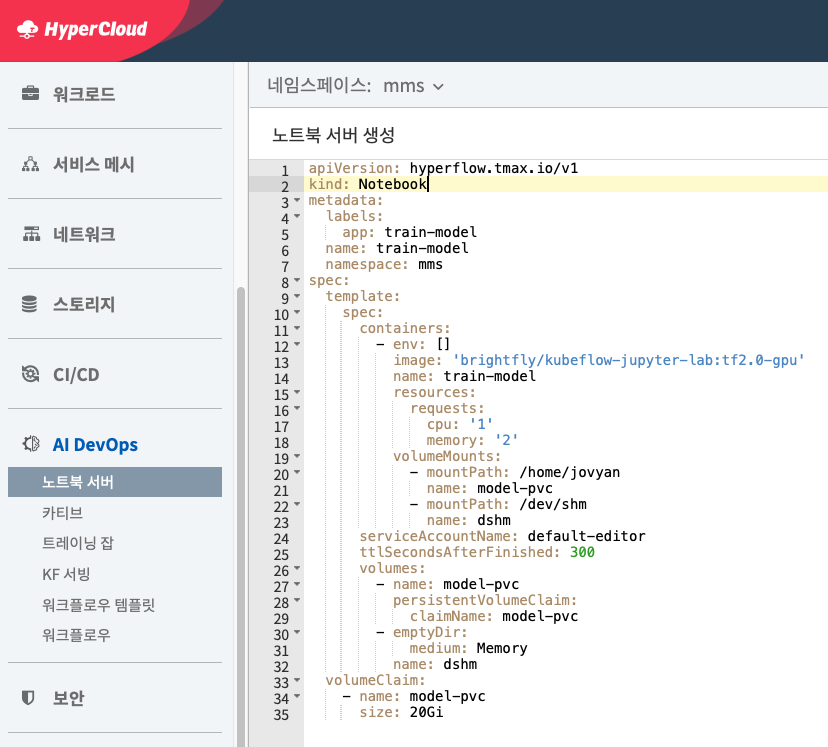 HyperCloud
네임스페이스: mms
노트북 서버 생성
워크로드
서비스 메시
네트워크
스토리지
CI/CD
AI DevOps
노트북 서버
카티브
트레이닝 잡
KF 서빙
워크플로우 템플릿
워크플로우
보안
1 apiVersion: hyperflow.tmax.io/v1
2 kind: Notebook
3 metadata:
4   labels:
5     app: train-model
6   name: train-model
7   namespace: mms
8 spec:
9   template:
10     spec:
11       containers:
12         - env: []
13           image: 'brightfly/kubeflow-jupyter-lab:tf2.0-gpu'
14           name: train-model
15           resources:
16             requests:
17               cpu: '1'
18               memory: '2'
19           volumeMounts:
20             - mountPath: /home/jovyan
21               name: model-pvc
22             - mountPath: /dev/shm
23               name: dshm
24       serviceAccountName: default-editor
25       ttlSecondsAfterFinished: 300
26       volumes:
27         - name: model-pvc
28           persistentVolumeClaim:
29             claimName: model-pvc
30         - emptyDir:
31             medium: Memory
32           name: dshm
33   volumeClaim:
34     - name: model-pvc
35       size: 20Gi